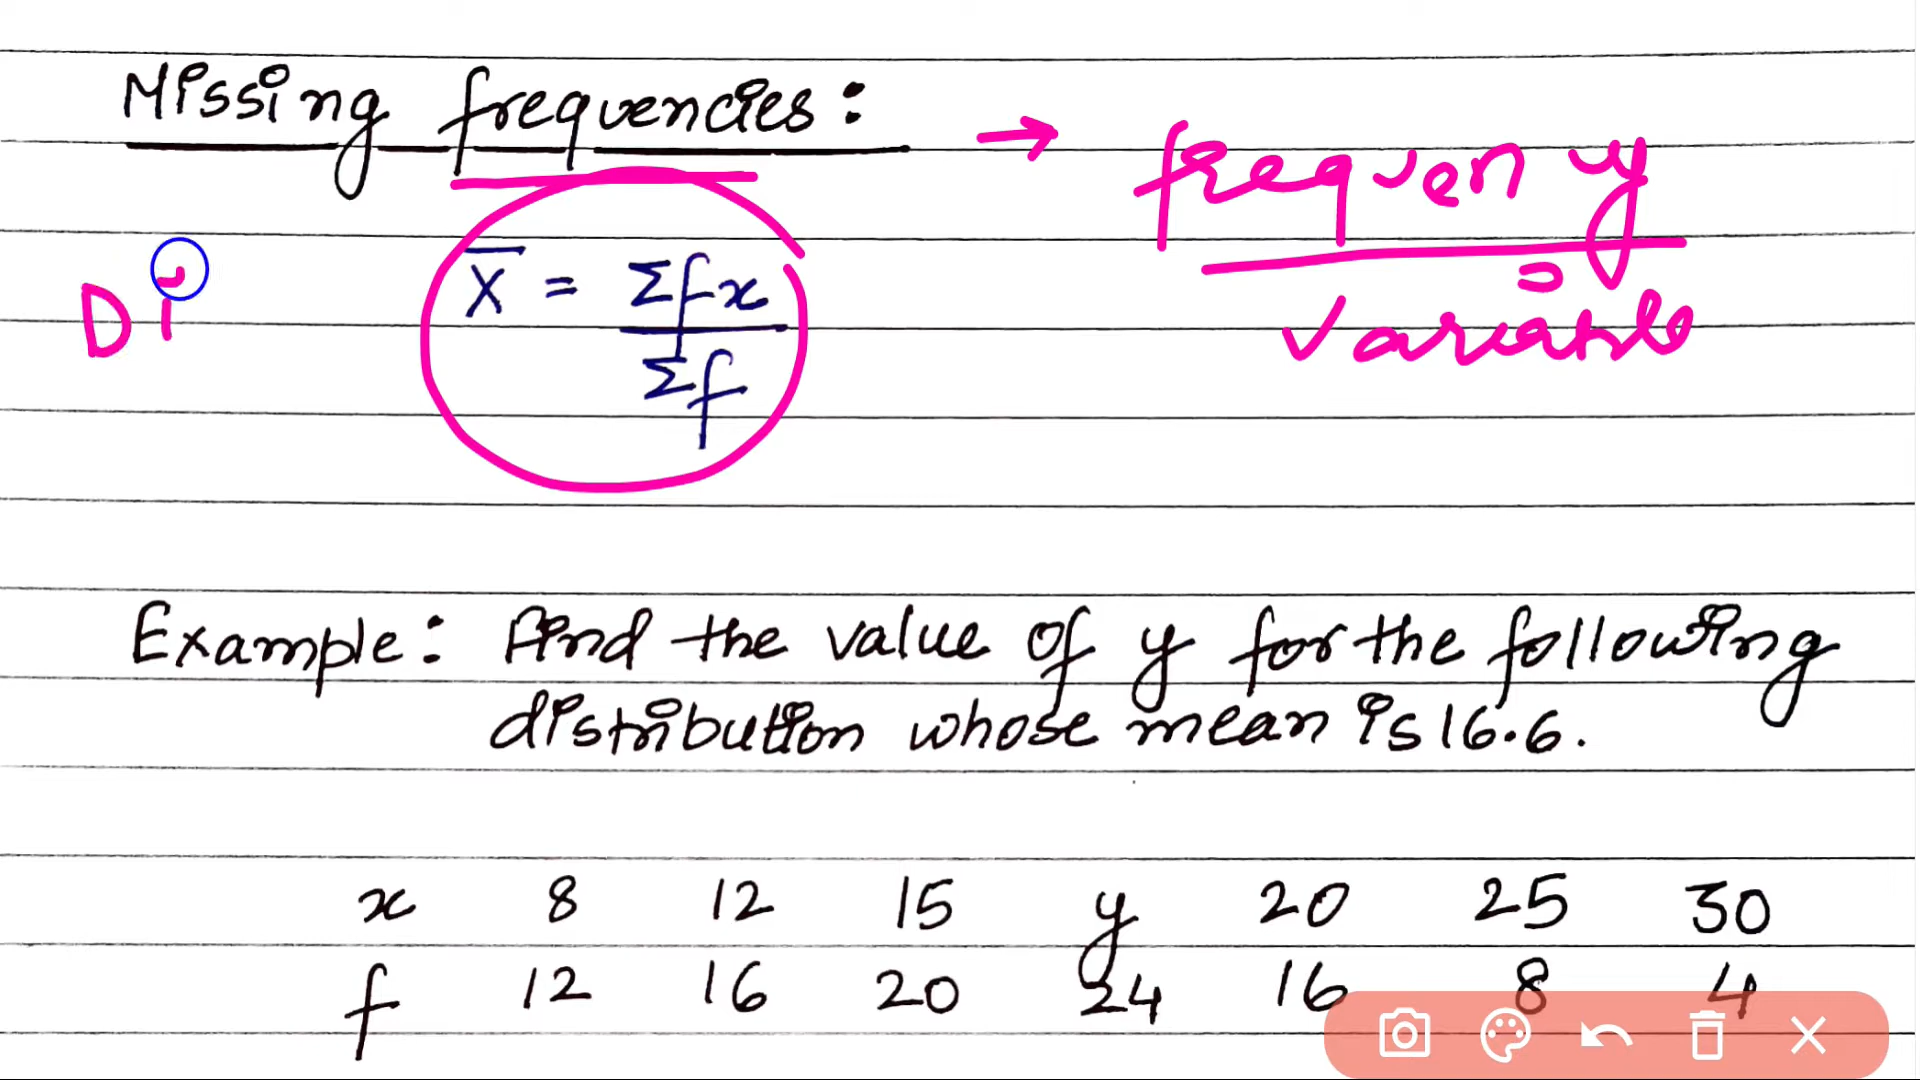 Missing frequencies:
→ frequency
variable
Di
X̄ = Σfx
Σf
Example: Find the value of y for the following
distribution whose mean is 16.6.
x 8 12 15 y 20 25 30
f 12 16 20 24 16 8 4